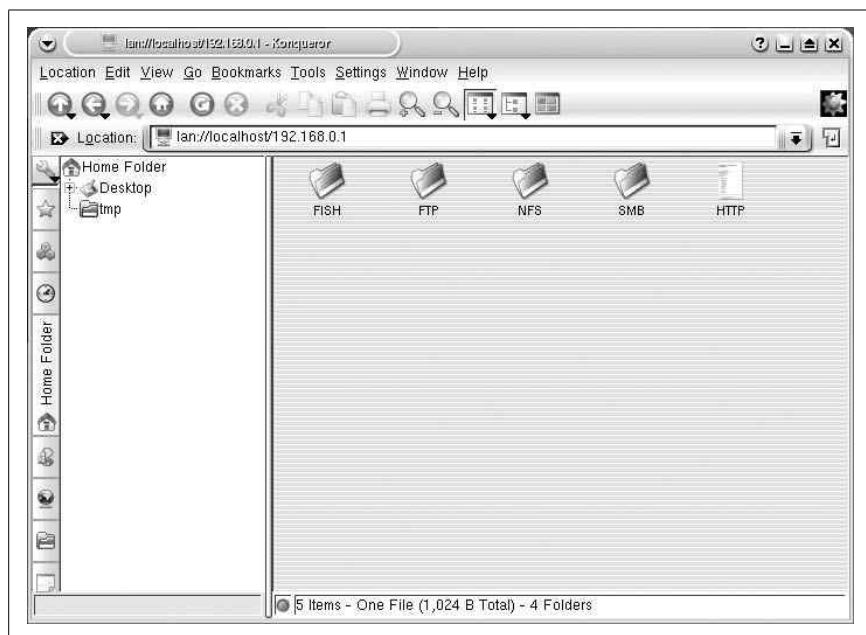 lan://localhost/192.168.0.1 - Konqueror
Location Edit View Go Bookmarks Tools Settings Window Help
Location: lan://localhost/192.168.0.1
Home Folder
Desktop
tmp
Home Folder
FISH FTP NFS SMB HTTP
5 Items - One File (1,024 B Total) - 4 Folders